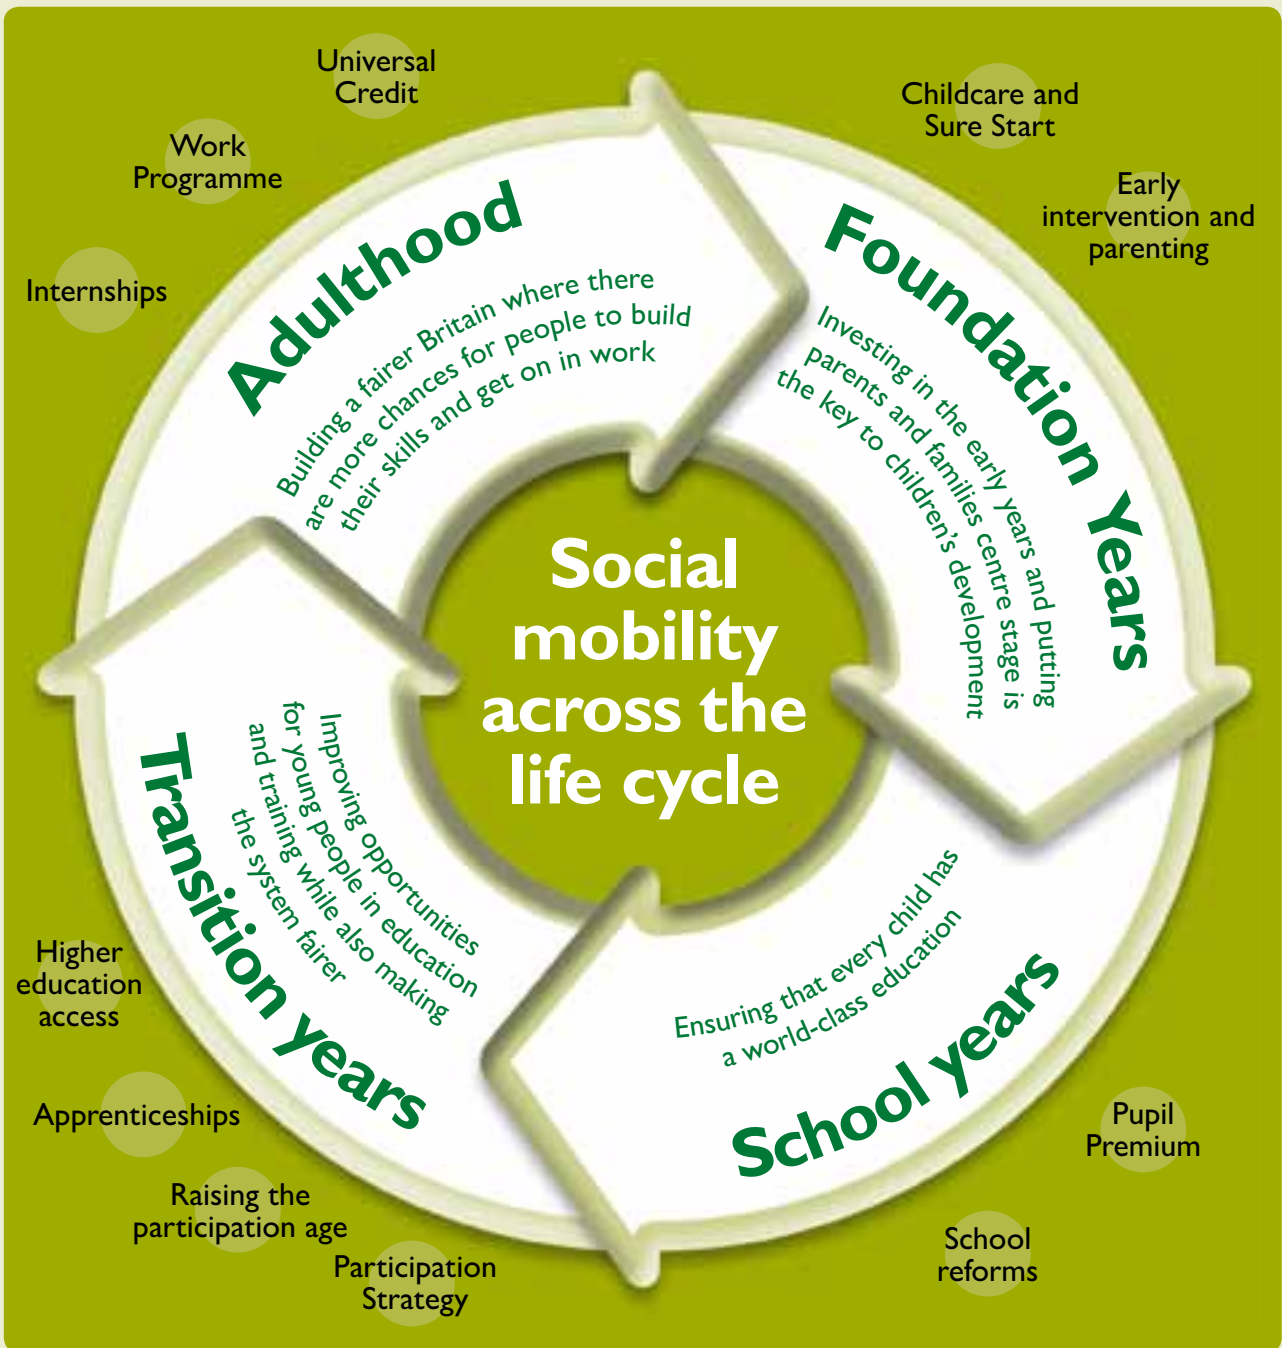 Social
mobility
across the
life cycle
Childcare and
Sure Start
Early
intervention and
parenting
Foundation Years
Investing in the early years and putting
parents and families centre stage is
the key to children's development
School years
Ensuring that every child has
a world-class education
Pupil
Premium
School
reforms
Transition years
Improving opportunities
for young people in education
and training while also making
the system fairer
Participation
Strategy
Raising the
participation age
Apprenticeships
Higher
education
access
Adulthood
Building a fairer Britain where there
are more chances for people to build
their skills and get on in work
Internships
Work
Programme
Universal
Credit